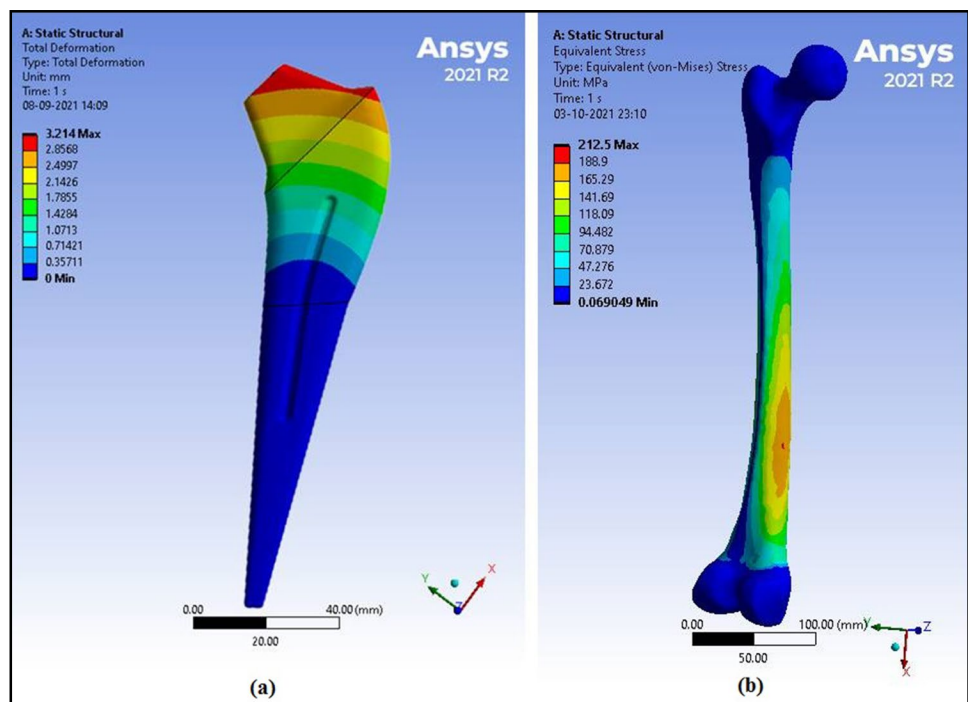 A: Static Structural
Total Deformation
Type: Total Deformation
Unit: mm
Time: 1 s
08-09-2021 14:09
Ansys
2021 R2
3.214 Max
2.8568
2.4997
2.1426
1.7855
1.4284
1.0713
0.71421
0.35711
0 Min
Y
Z
X
0.00
40.00 (mm)
20.00
(a)
A: Static Structural
Equivalent Stress
Type: Equivalent (von-Mises) Stress
Unit: MPa
Time: 1 s
03-10-2021 23:10
Ansys
2021 R2
212.5 Max
188.9
165.29
141.69
118.09
94.482
70.879
47.276
23.672
0.069049 Min
0.00
100.00 (mm)
50.00
Y
Z
X
(b)